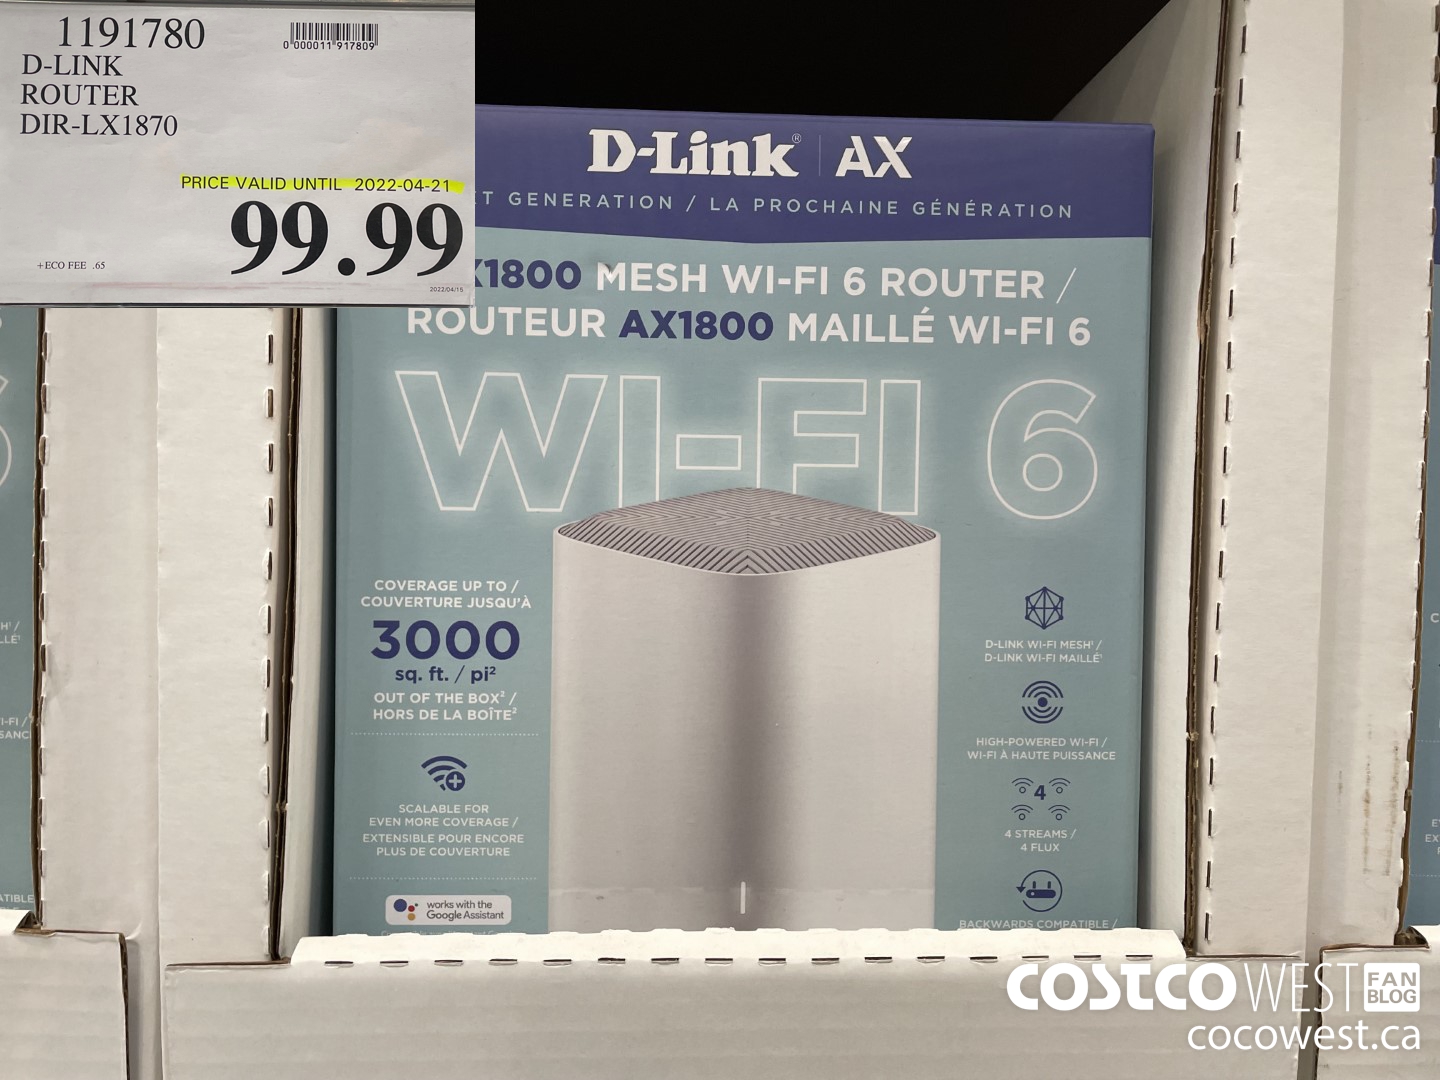 1191780
0 000011 917809
D-LINK
ROUTER
DIR-LX1870
PRICE VALID UNTIL 2022-04-21
99.99
+ECO FEE .65
2022/04/15
D-Link® AX
GENERATION / LA PROCHAINE GÉNÉRATION
1800 MESH WI-FI 6 ROUTER /
ROUTEUR AX1800 MAILLÉ WI-FI 6
WI-FI 6
COVERAGE UP TO /
COUVERTURE JUSQU'À
3000
sq. ft. / pi²
OUT OF THE BOX² /
HORS DE LA BOÎTE²
SCALABLE FOR
EVEN MORE COVERAGE /
EXTENSIBLE POUR ENCORE
PLUS DE COUVERTURE
works with the
Google Assistant
D-LINK WI-FI MESH¹ /
D-LINK WI-FI MAILLÉ¹
HIGH-POWERED WI-FI /
WI-FI À HAUTE PUISSANCE
4
4 STREAMS /
4 FLUX
BACKWARDS COMPATIBLE /
COSTCO WEST FAN
BLOG
cocowest.ca